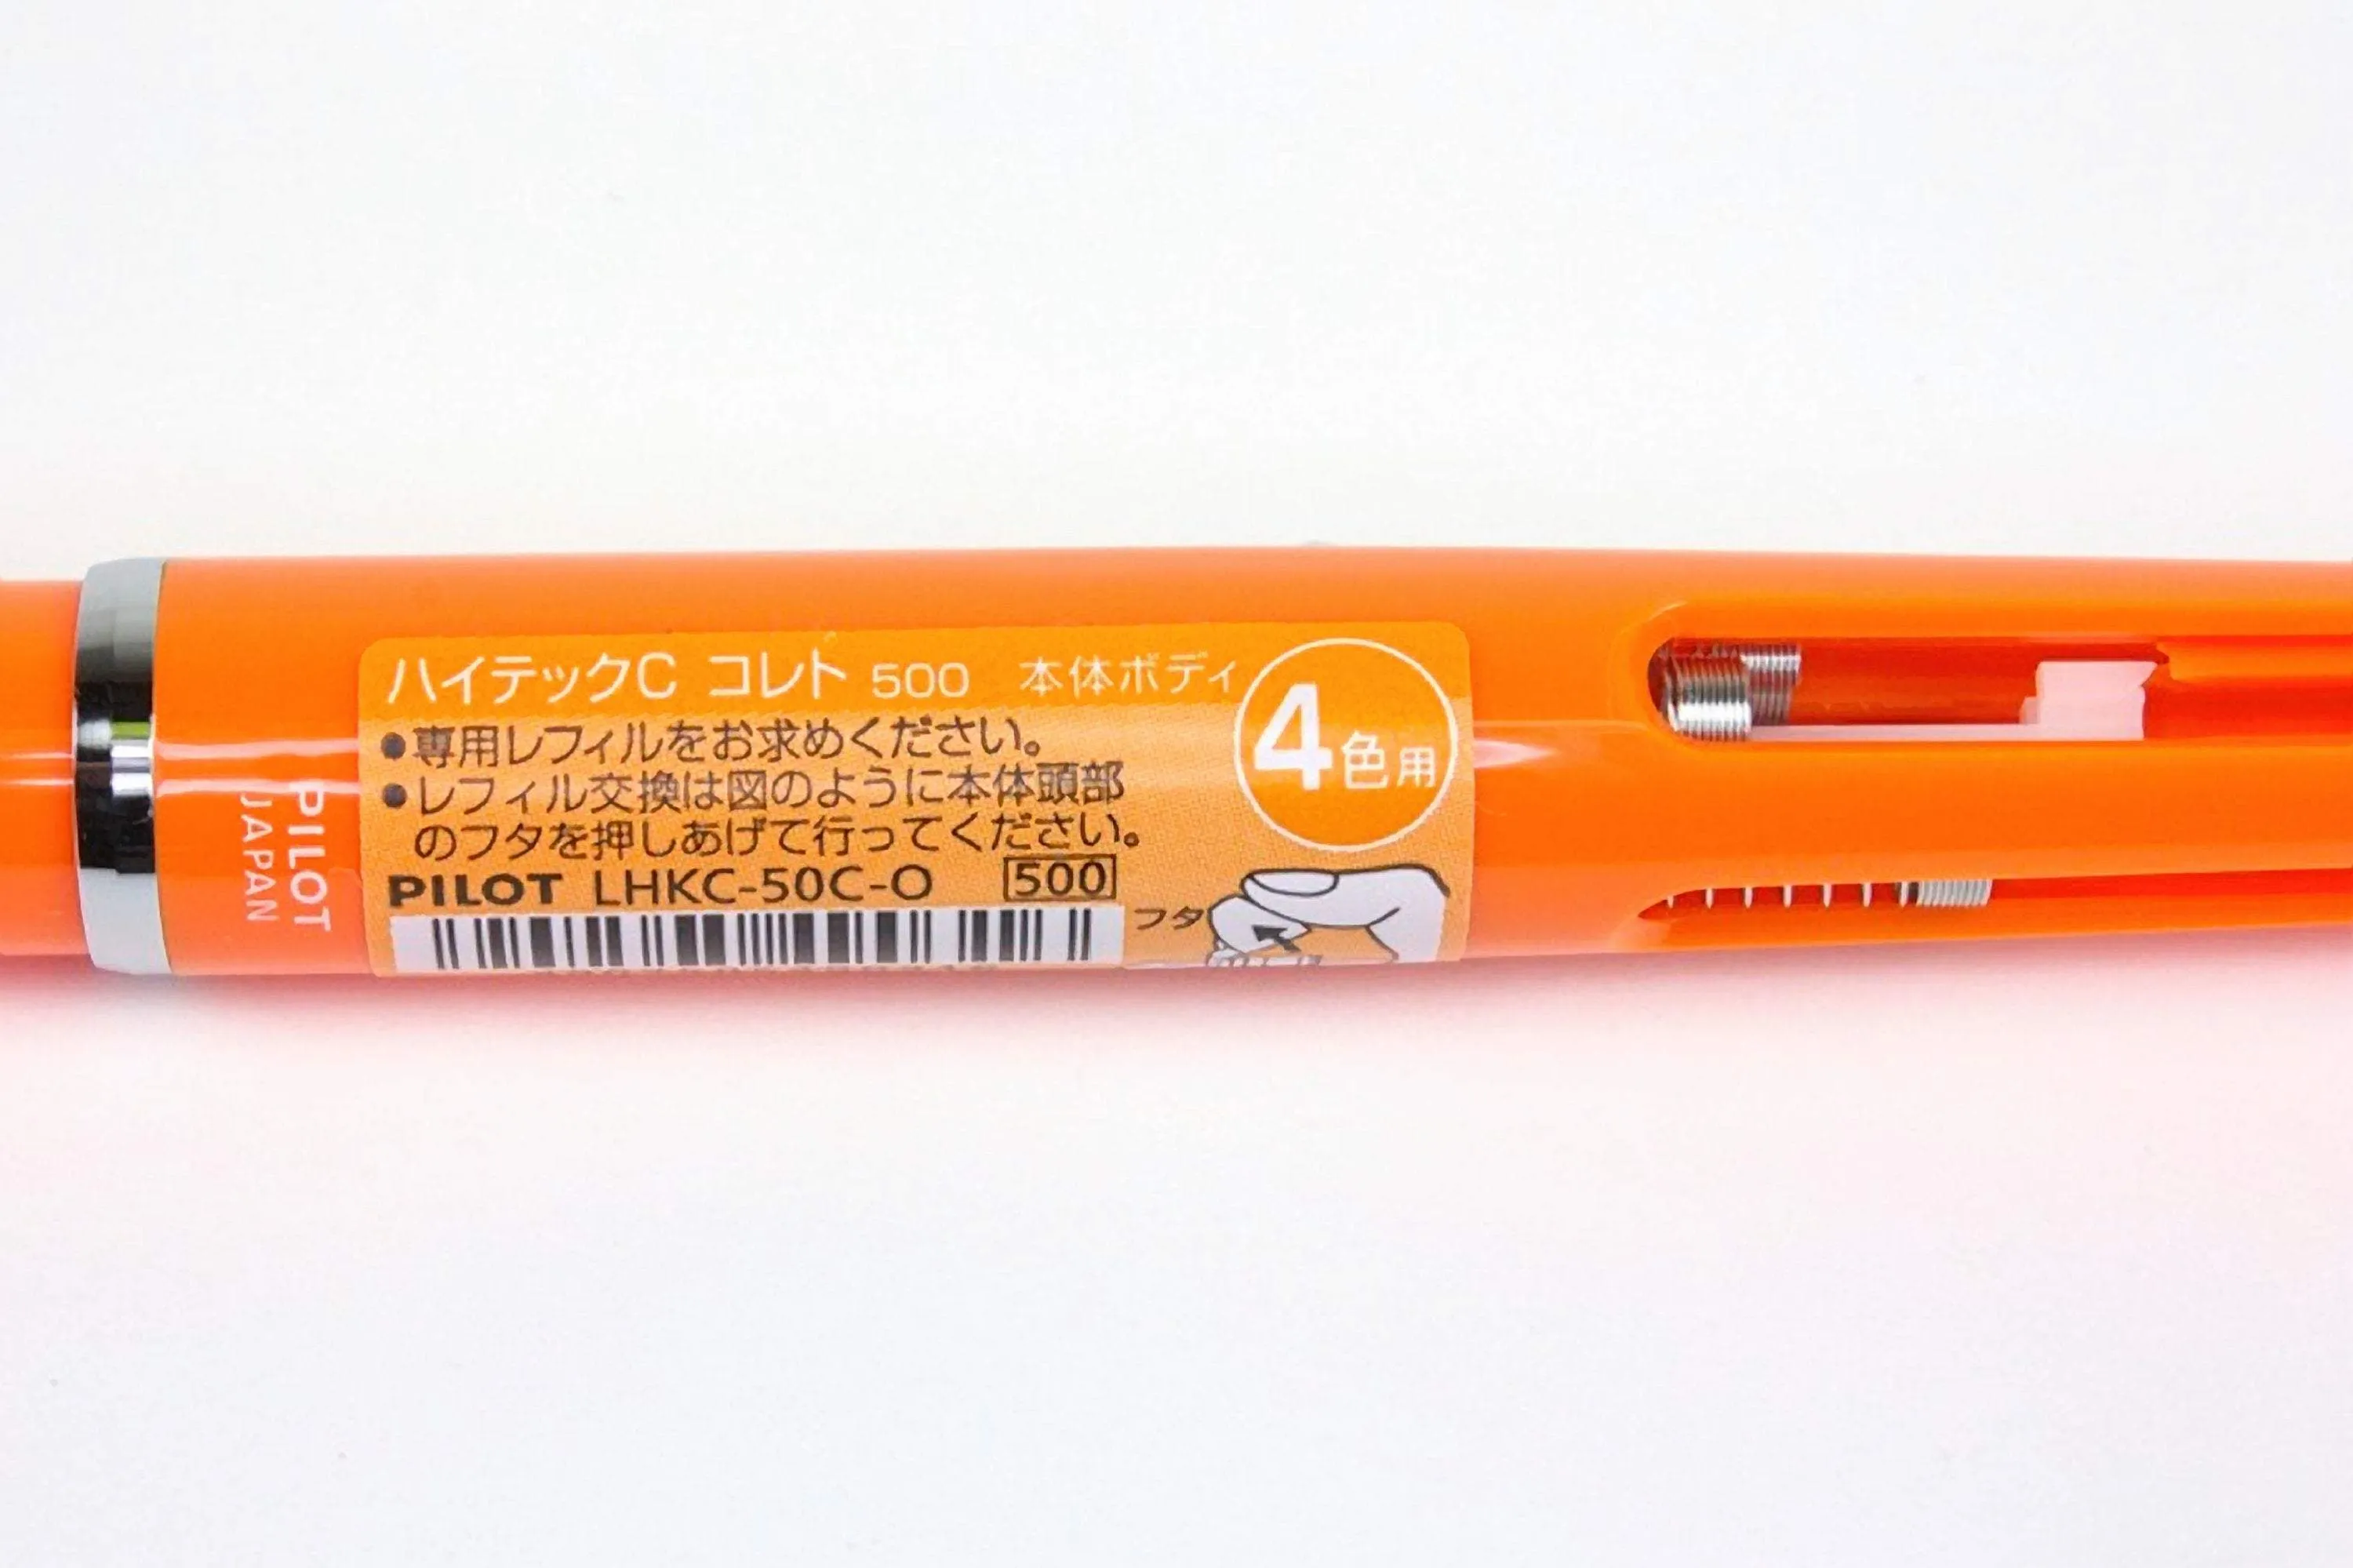 ハイテックC コレト 500 本体ボディ
4色用
●専用レフィルをお求めください。
●レフィル交換は図のように本体頭部
のフタを押しあげて行ってください。
PILOT LHKC-50C-O 500
フタ
PILOT
JAPAN